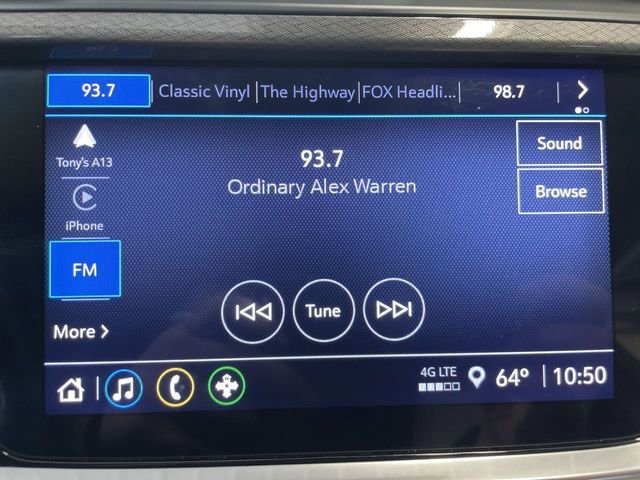 93.7 Classic Vinyl The Highway FOX Headli... 98.7
Tony's A13
iPhone
FM
More
93.7
Ordinary Alex Warren
Sound
Browse
Tune
4G LTE
64° 10:50